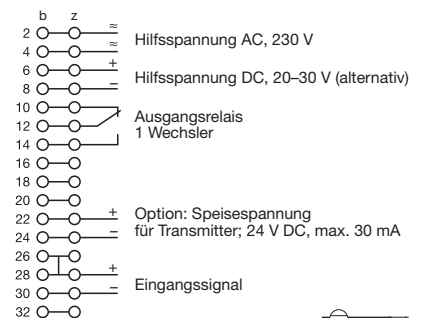 b z
2 ≈
4 ≈
Hilfsspannung AC, 230 V
6 +
8 –
Hilfsspannung DC, 20–30 V (alternativ)
10
12
14
Ausgangsrelais
1 Wechsler
16
18
20
22 +
24 –
Option: Speisespannung
für Transmitter; 24 V DC, max. 30 mA
26
28 +
30 –
Eingangssignal
32